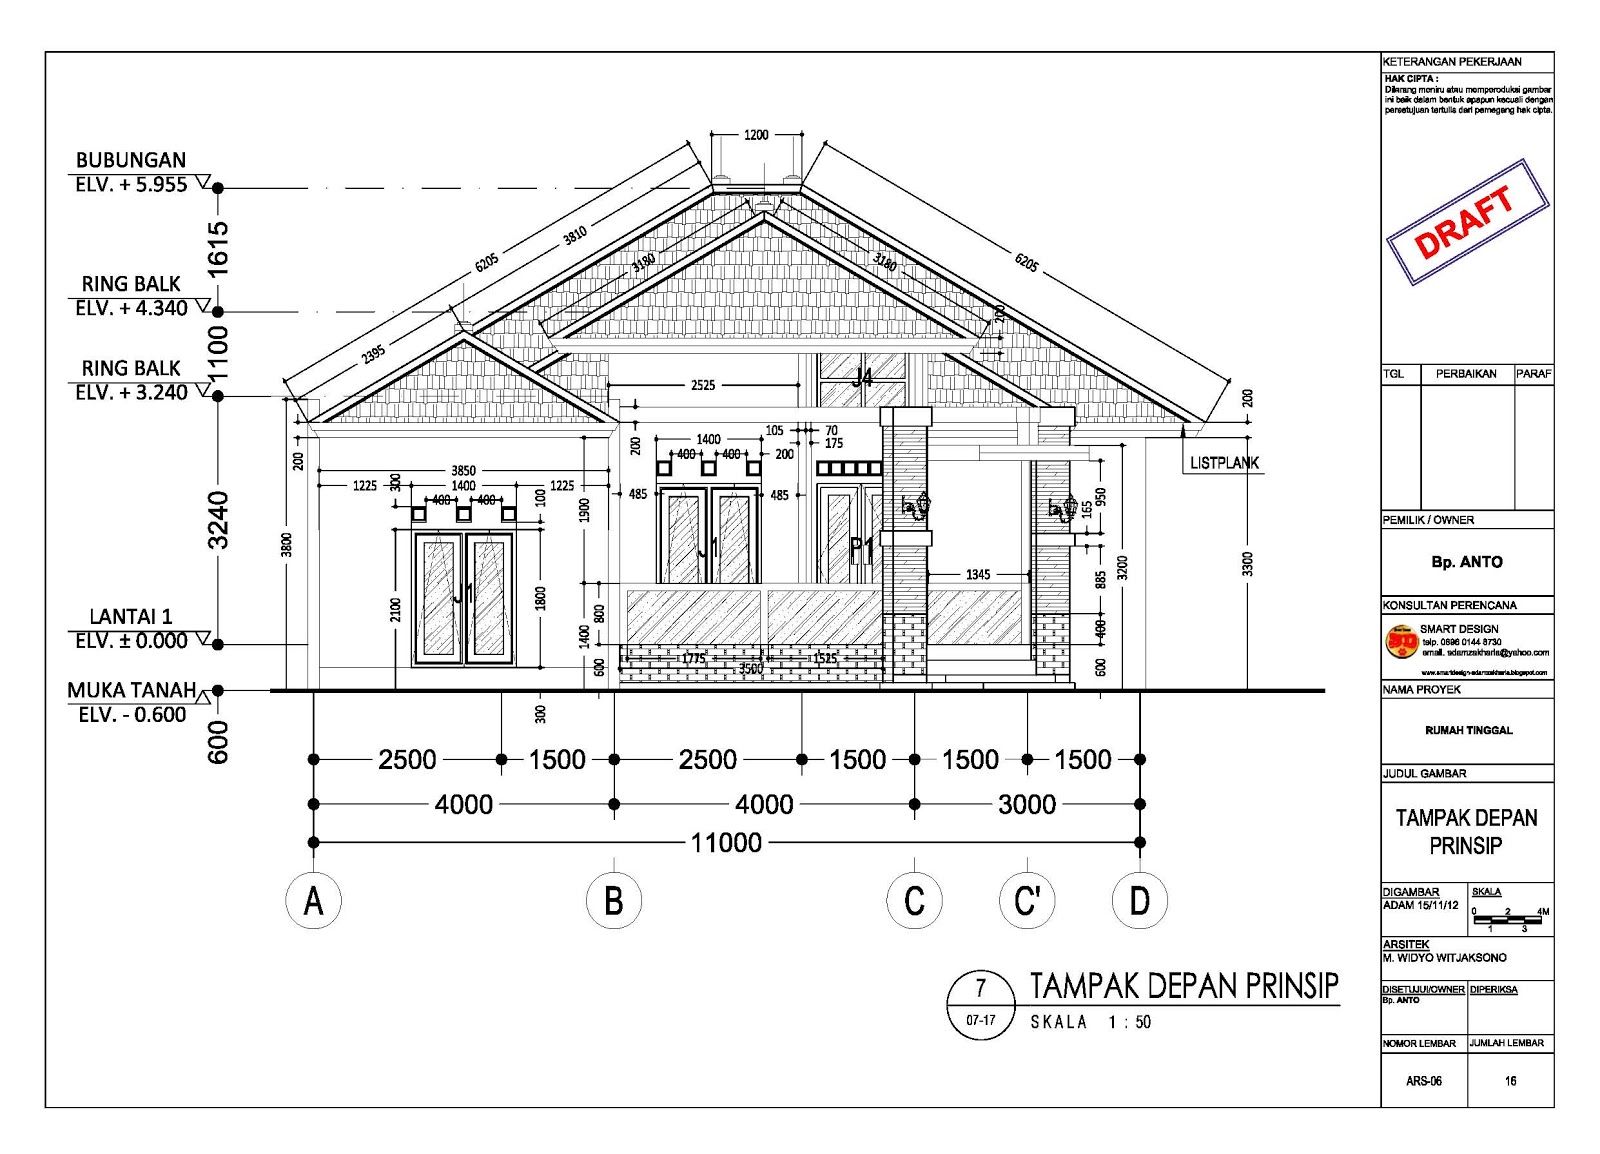 BUBUNGAN
ELV. + 5.955
1615
RING BALK
ELV. + 4.340
1100
RING BALK
ELV. + 3.240
3240
LANTAI 1
ELV. ± 0.000
MUKA TANAH
ELV. - 0.600
600
1200
6205
3810
3180
3180
6205
2395
200
200
LISTPLANK
2525
J4
105
70
175
200
1400
400
400
200
485
485
200
3850
1225
1400
1225
300
400
400
100
1900
3800
2100
1800
J1
J1
P1
1345
950
165
885
400
600
3200
3300
800
1400
600
1775
1525
3500
300
2500
1500
2500
1500
1500
1500
4000
4000
3000
11000
A
B
C
C'
D
7
07-17
TAMPAK DEPAN PRINSIP
SKALA 1 : 50
KETERANGAN PEKERJAAN
HAK CIPTA :
Dilarang meniru atau memporoduksi gambar
ini baik dalam bentuk apapun kecuali dengan
persetujuan tertulis dari pemegang hak cipta.
DRAFT
TGL
PERBAIKAN
PARAF
PEMILIK / OWNER
Bp. ANTO
KONSULTAN PERENCANA
SMART DESIGN
telp. 0896 0144 8730
email. adamzakharia@yahoo.com
www.smartdesign-adamzakharia.blogspot.com
NAMA PROYEK
RUMAH TINGGAL
JUDUL GAMBAR
TAMPAK DEPAN
PRINSIP
DIGAMBAR
ADAM 15/11/12
SKALA
0 2 4M
1 3
ARSITEK
M. WIDYO WITJAKSONO
DISETUJUI/OWNER
Bp. ANTO
DIPERIKSA
NOMOR LEMBAR
JUMLAH LEMBAR
ARS-06
16